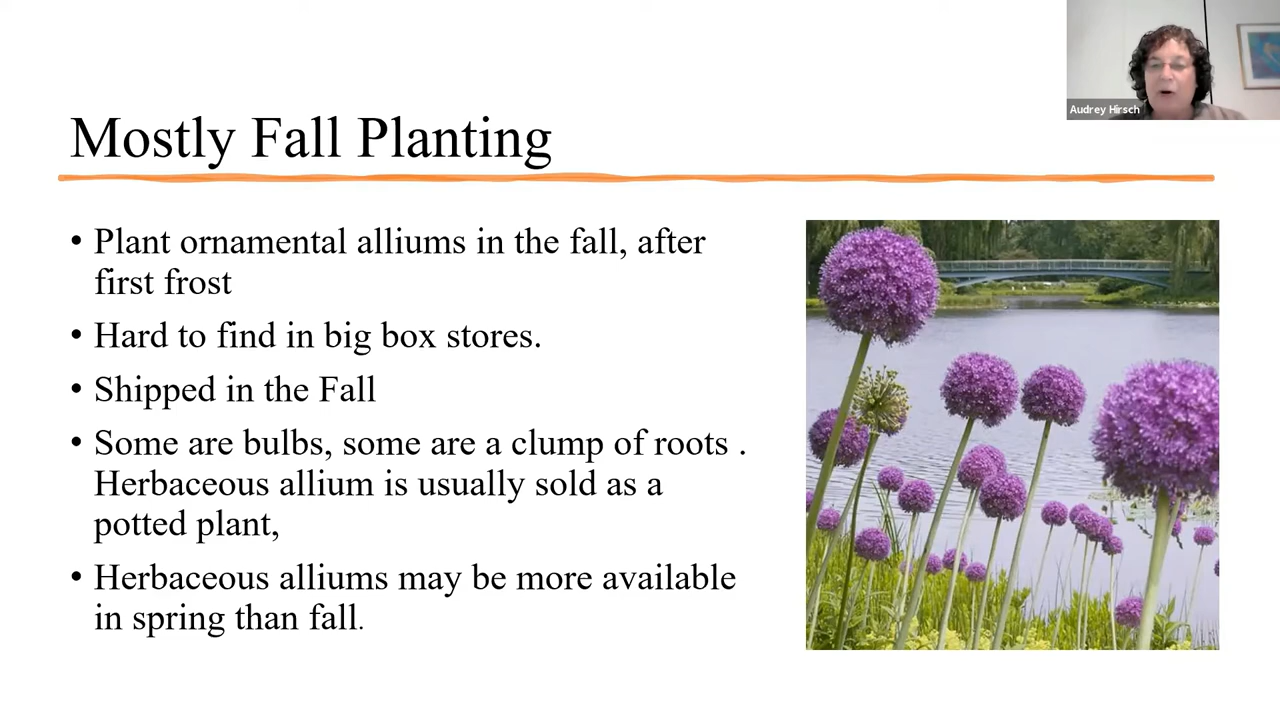 Audrey Hirsch
Mostly Fall Planting
• Plant ornamental alliums in the fall, after
first frost
• Hard to find in big box stores.
• Shipped in the Fall
• Some are bulbs, some are a clump of roots .
Herbaceous allium is usually sold as a
potted plant,
• Herbaceous alliums may be more available
in spring than fall.